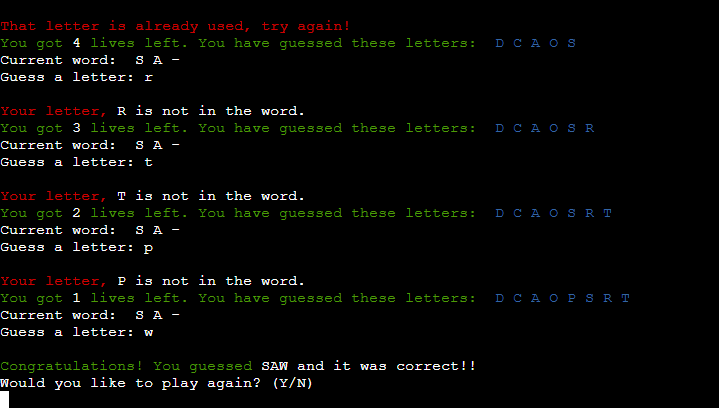 That letter is already used, try again!
You got 4 lives left. You have guessed these letters:  D C A O S
Current word:  S A -
Guess a letter: r
Your letter, R is not in the word.
You got 3 lives left. You have guessed these letters:  D C A O S R
Current word:  S A -
Guess a letter: t
Your letter, T is not in the word.
You got 2 lives left. You have guessed these letters:  D C A O S R T
Current word:  S A -
Guess a letter: p
Your letter, P is not in the word.
You got 1 lives left. You have guessed these letters:  D C A O P S R T
Current word:  S A -
Guess a letter: w
Congratulations! You guessed SAW and it was correct!!
Would you like to play again? (Y/N)